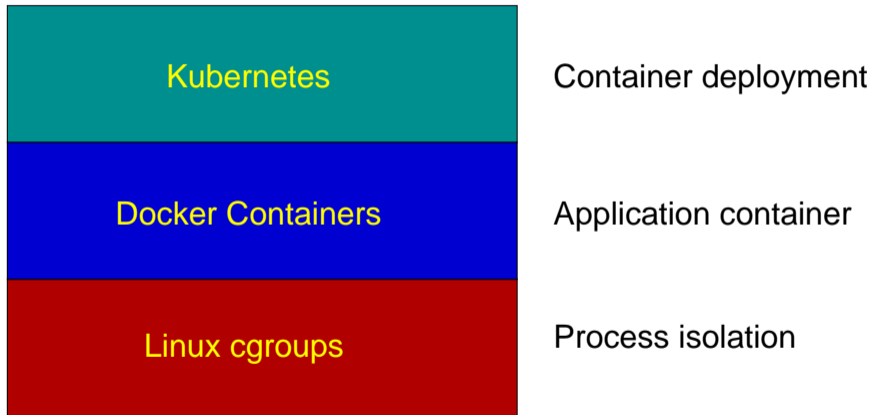 Kubernetes
Container deployment
Docker Containers
Application container
Linux cgroups
Process isolation